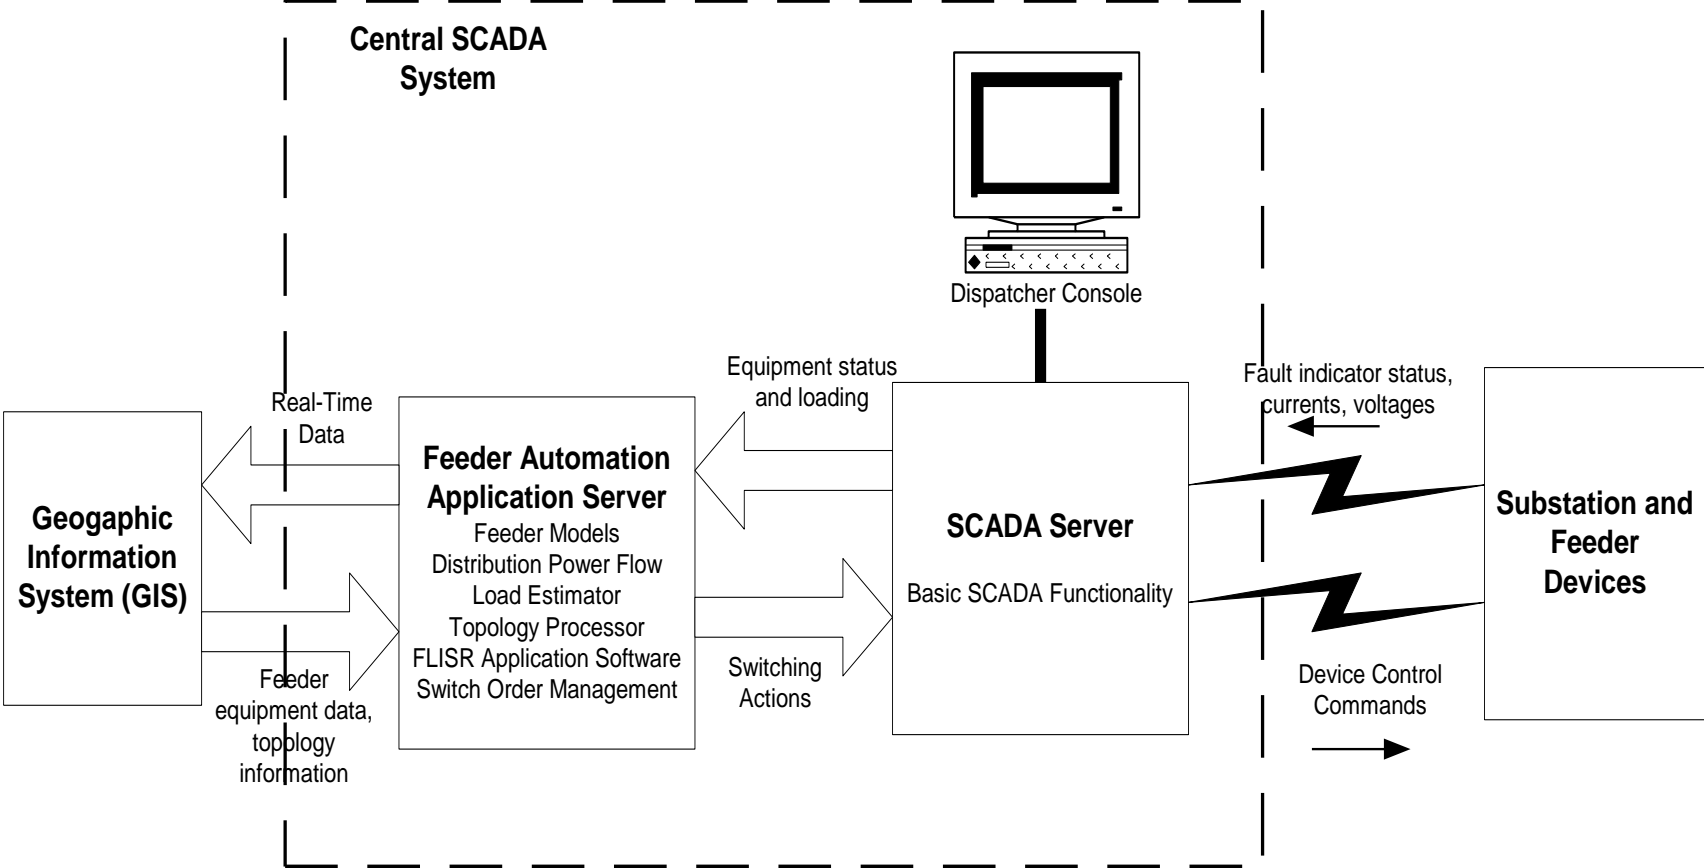 Central SCADA
System
Dispatcher Console
Equipment status
and loading
Fault indicator status,
currents, voltages
Real-Time
Data
Geogaphic
Information
System (GIS)
Feeder Automation
Application Server
Feeder Models
Distribution Power Flow
Load Estimator
Topology Processor
FLISR Application Software
Switch Order Management
SCADA Server
Basic SCADA Functionality
Substation and
Feeder
Devices
Feeder
equipment data,
topology
information
Switching
Actions
Device Control
Commands